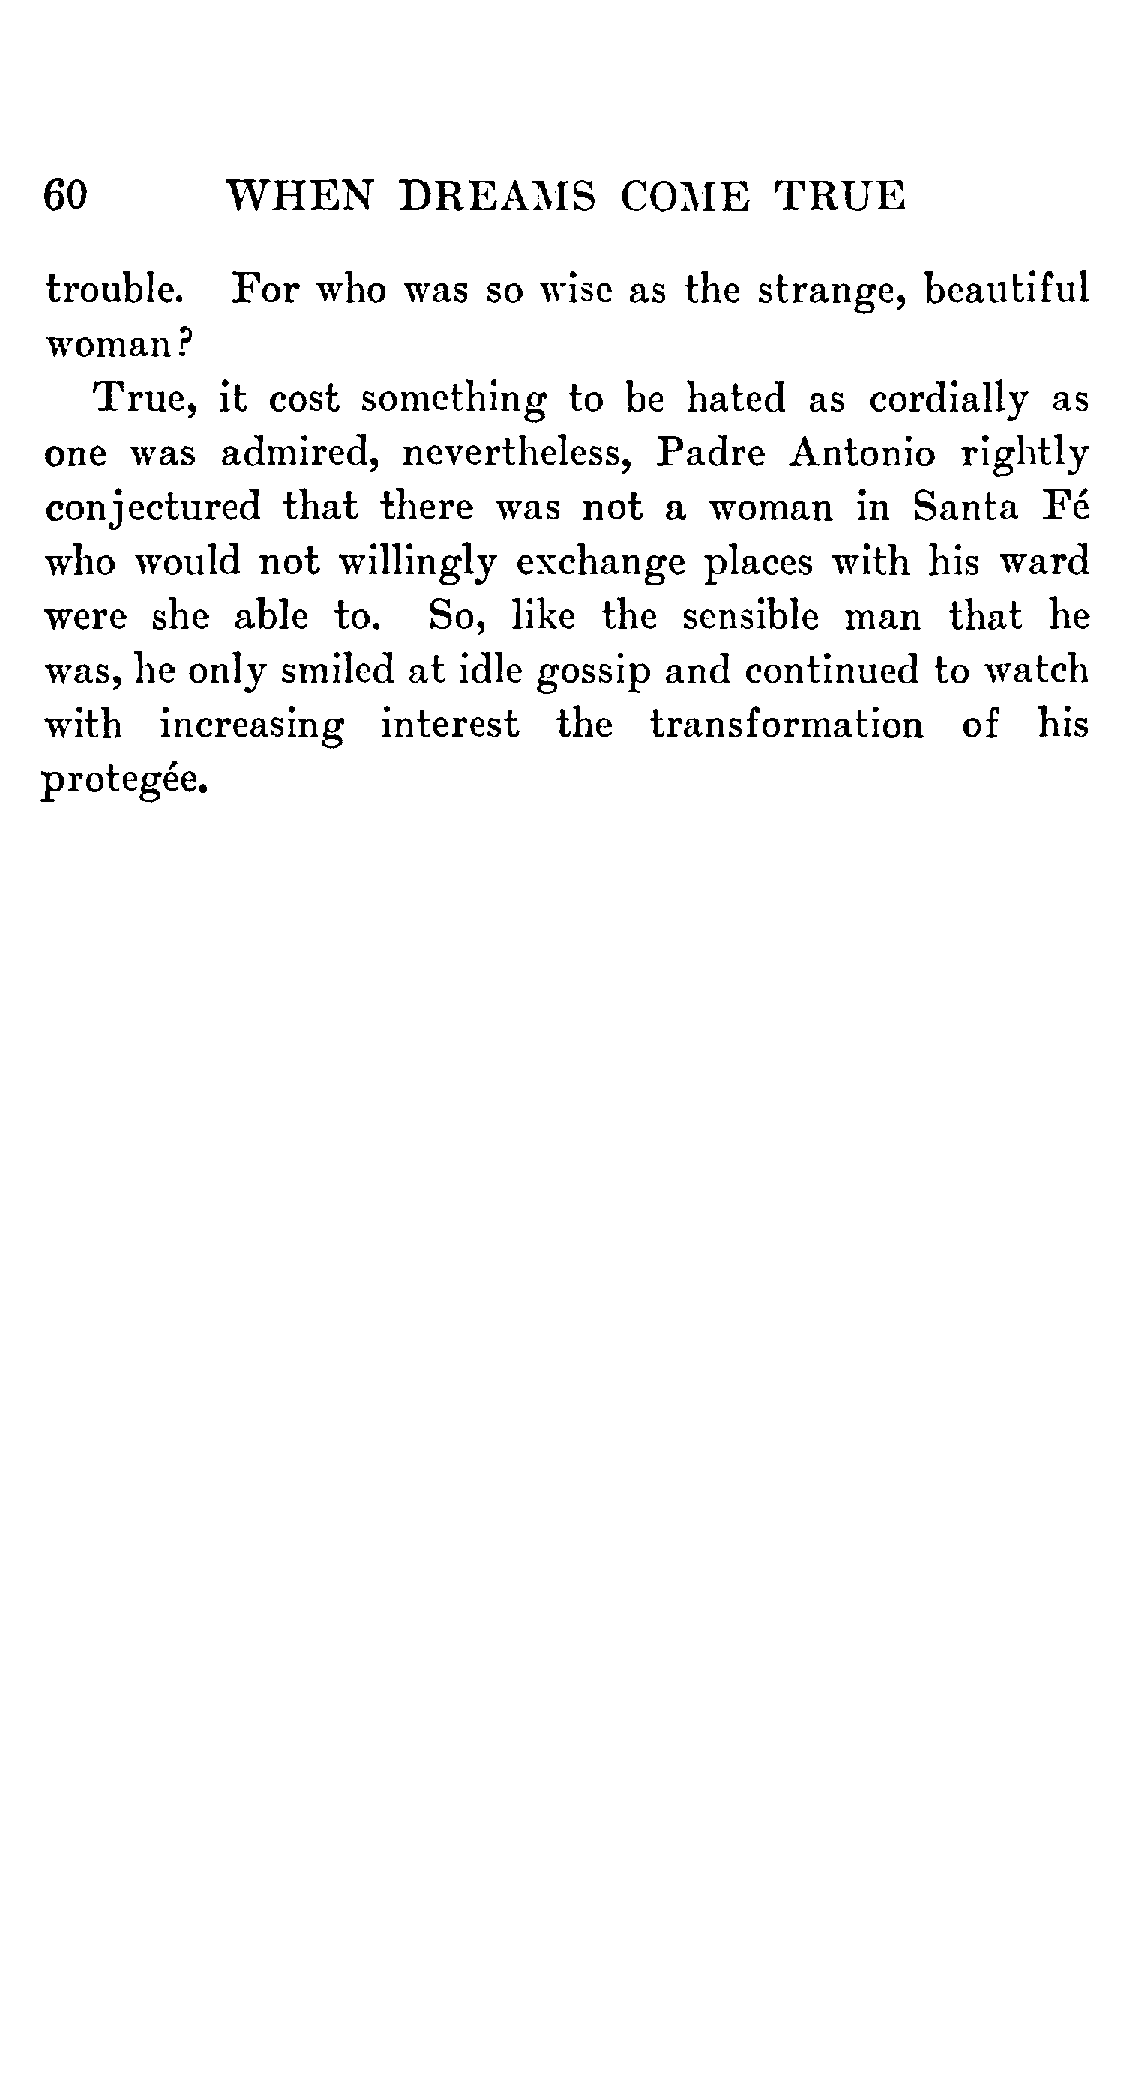 60 WHEN DREAMS COME TRUE
trouble. For who was so wise as the strange, beautiful
woman?
True, it cost something to be hated as cordially as
one was admired, nevertheless, Padre Antonio rightly
conjectured that there was not a woman in Santa Fé
who would not willingly exchange places with his ward
were she able to. So, like the sensible man that he
was, he only smiled at idle gossip and continued to watch
with increasing interest the transformation of his
protegée.